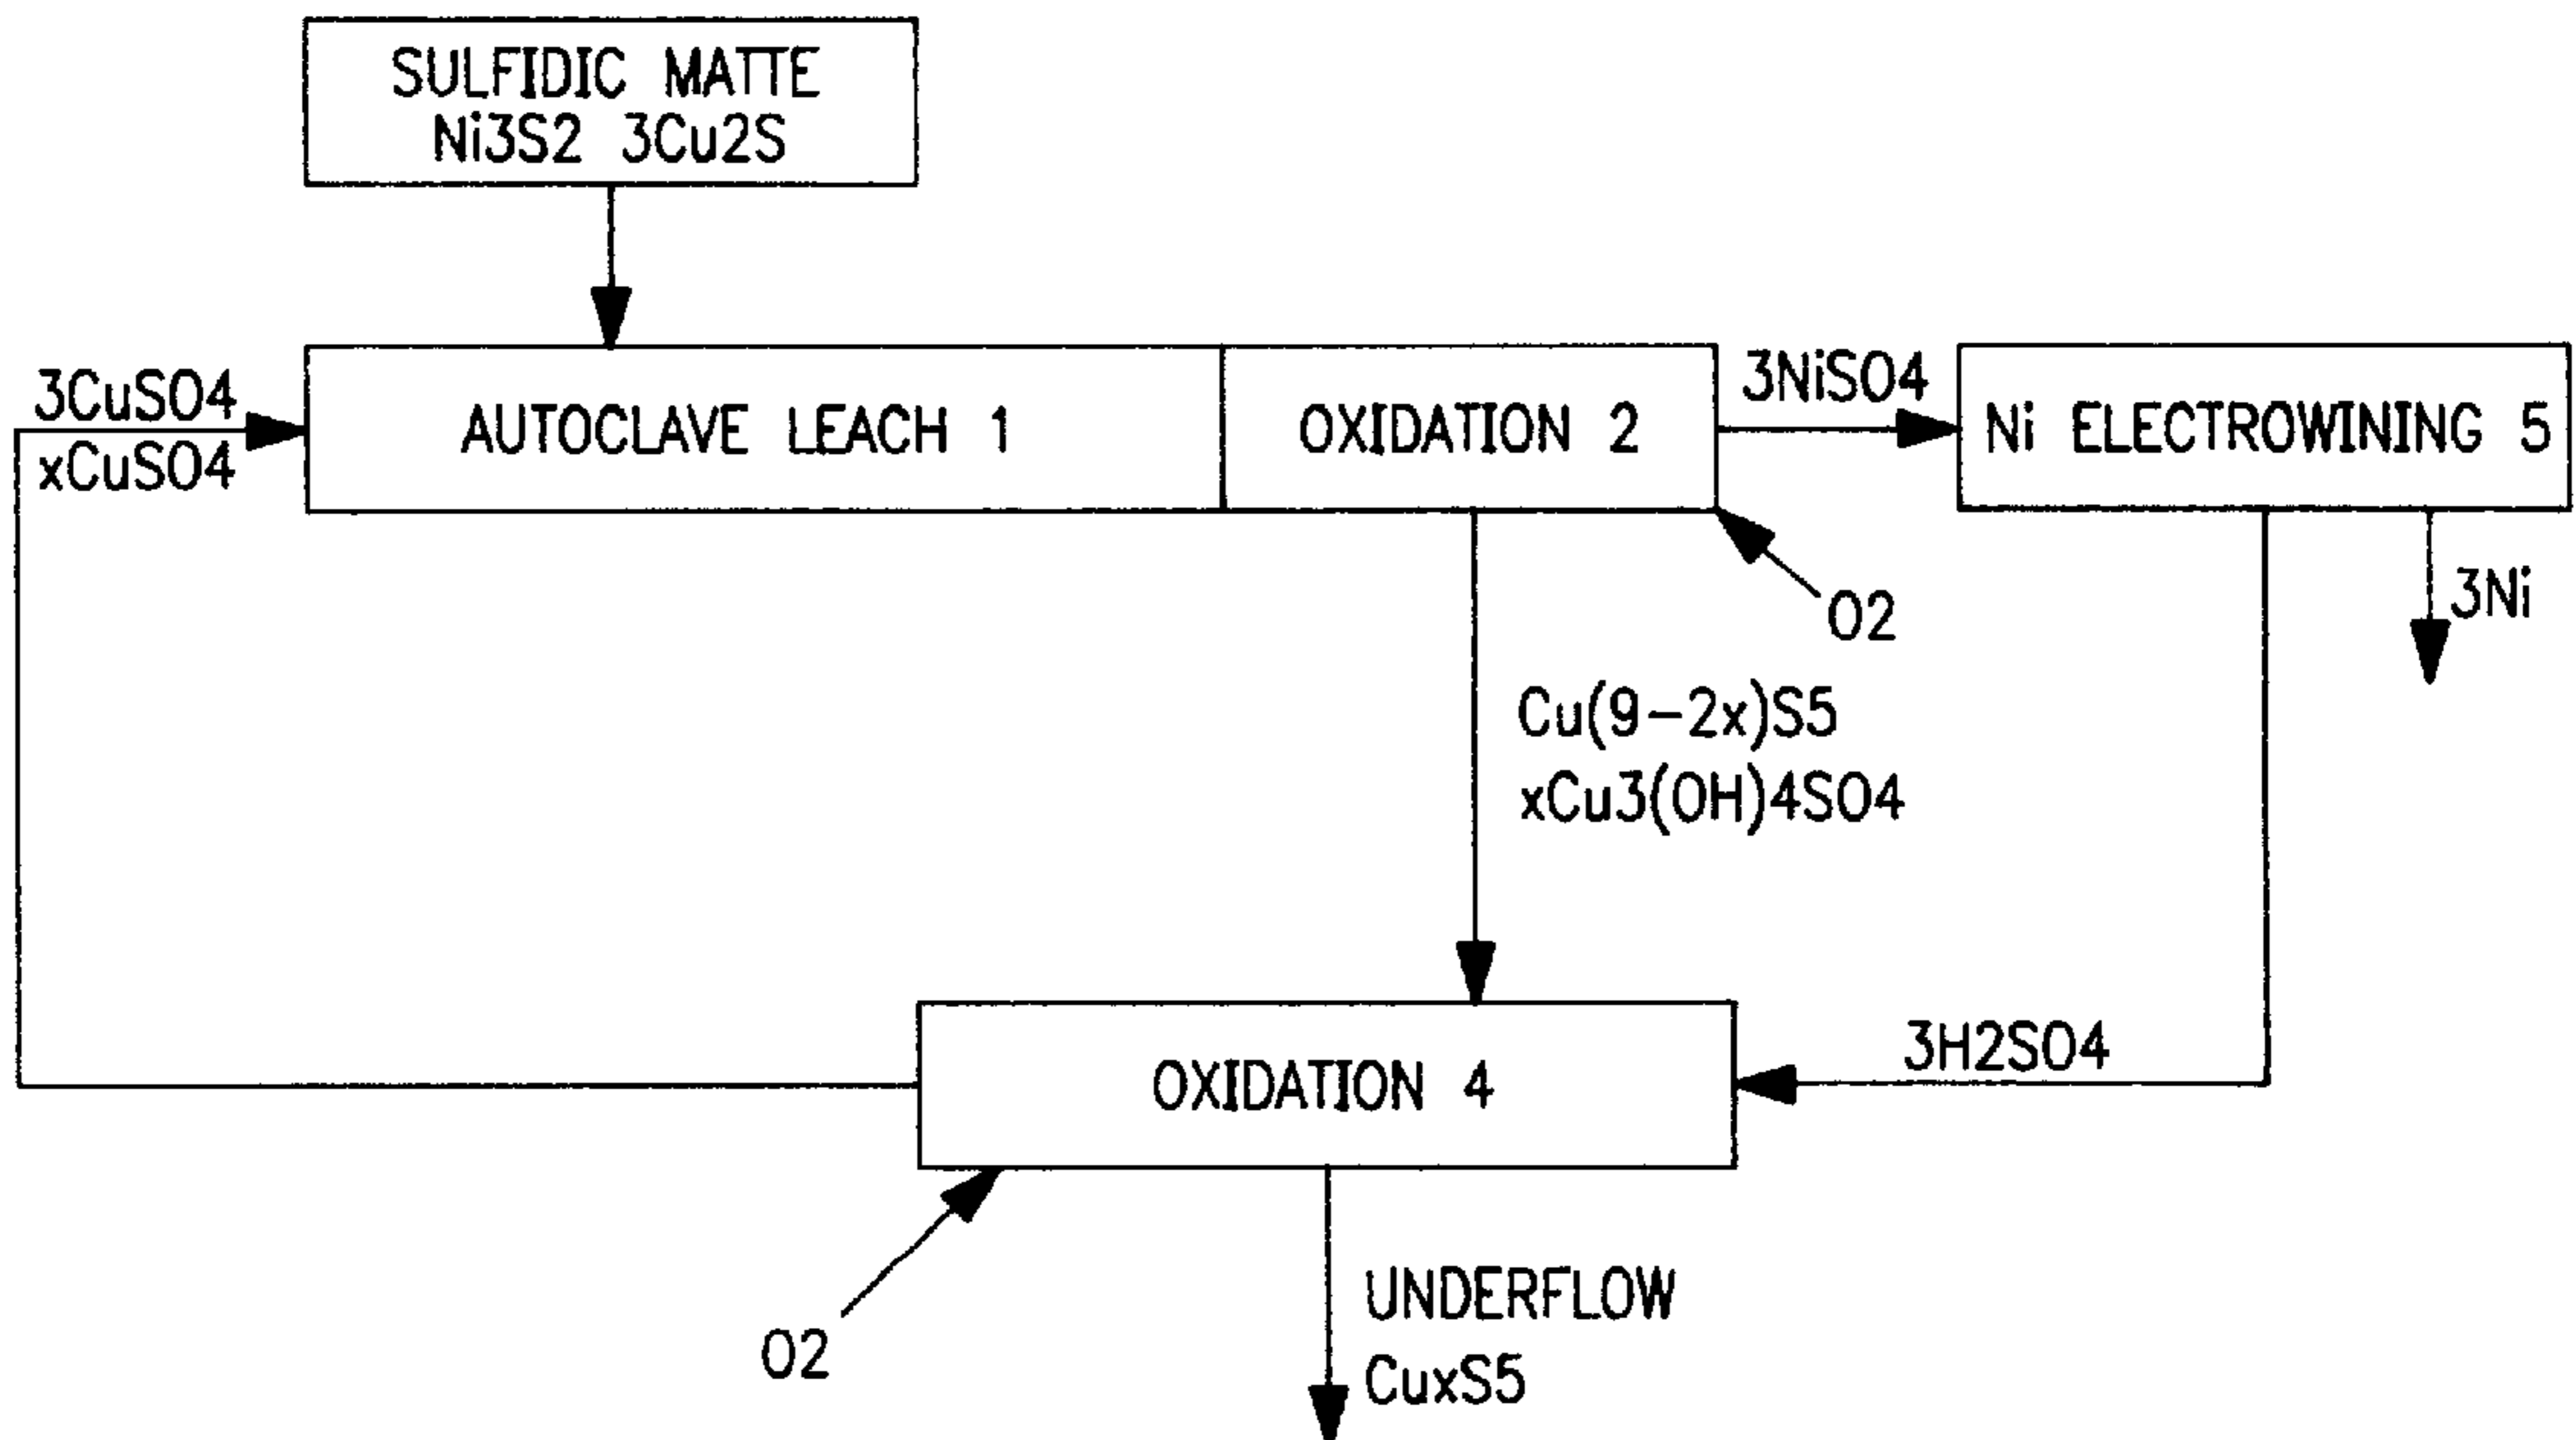 SULFIDIC MATTE
Ni3S2 3Cu2S
3CuSO4
xCuSO4
AUTOCLAVE LEACH 1
OXIDATION 2
3NiSO4
Ni ELECTROWINING 5
O2
3Ni
Cu(9-2x)S5
xCu3(OH)4SO4
OXIDATION 4
3H2SO4
O2
UNDERFLOW
CuxS5